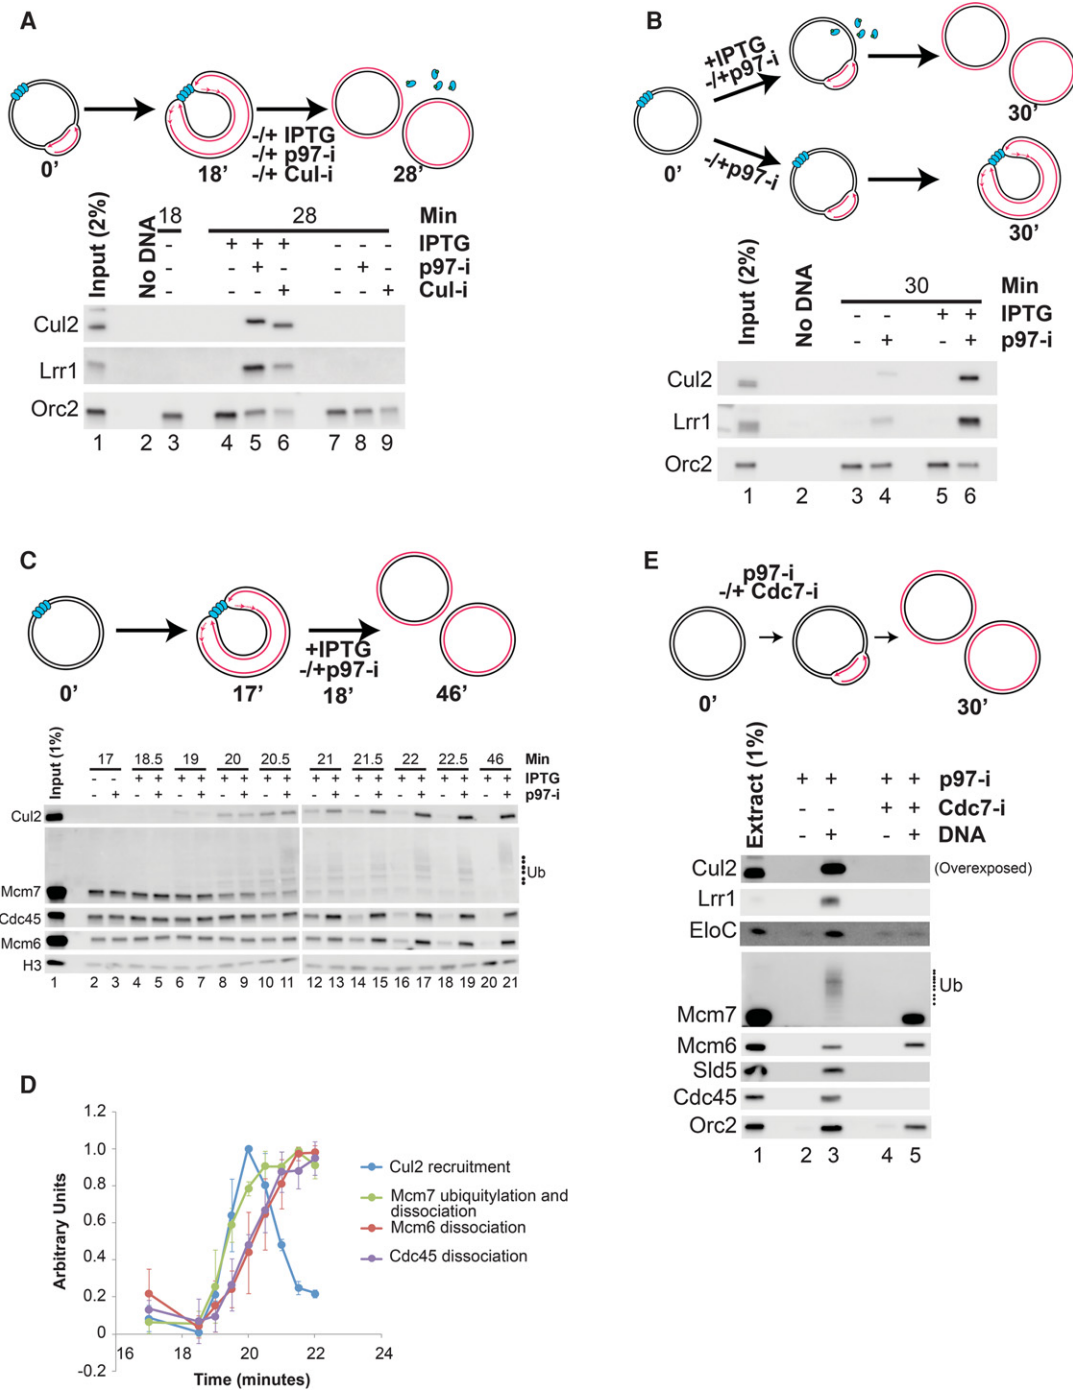 A
0'
18'
-/+ IPTG
-/+ p97-i
-/+ Cul-i
28'
Input (2%)
No DNA
18
28
Min
- + + + - - - IPTG
- - + - - + - p97-i
- - - + - - + Cul-i
Cul2
Lrr1
Orc2
1 2 3 4 5 6 7 8 9
B
0'
+IPTG
-/+p97-i
30'
-/+p97-i
30'
Input (2%)
No DNA
30
Min
- - + + IPTG
- + - + p97-i
Cul2
Lrr1
Orc2
1 2 3 4 5 6
C
0'
17'
+IPTG
-/+p97-i
18'
46'
Input (1%)
17 18.5 19 20 20.5 21 21.5 22 22.5 46 Min
- - + + + + + + + + + + + + + + + + + + IPTG
- + - + - + - + - + - + - + - + - + - + p97-i
Cul2
Ub
Mcm7
Cdc45
Mcm6
H3
1 2 3 4 5 6 7 8 9 10 11 12 13 14 15 16 17 18 19 20 21
D
1.2
1.0
0.8
0.6
0.4
0.2
0
-0.2
Arbitrary Units
16 18 20 22 24
Time (minutes)
Cul2 recruitment
Mcm7 ubiquitylation and
dissociation
Mcm6 dissociation
Cdc45 dissociation
E
p97-i
-/+ Cdc7-i
0'
30'
Extract (1%)
+ + + + p97-i
- - + + Cdc7-i
- + - + DNA
Cul2 (Overexposed)
Lrr1
EloC
Ub
Mcm7
Mcm6
Sld5
Cdc45
Orc2
1 2 3 4 5